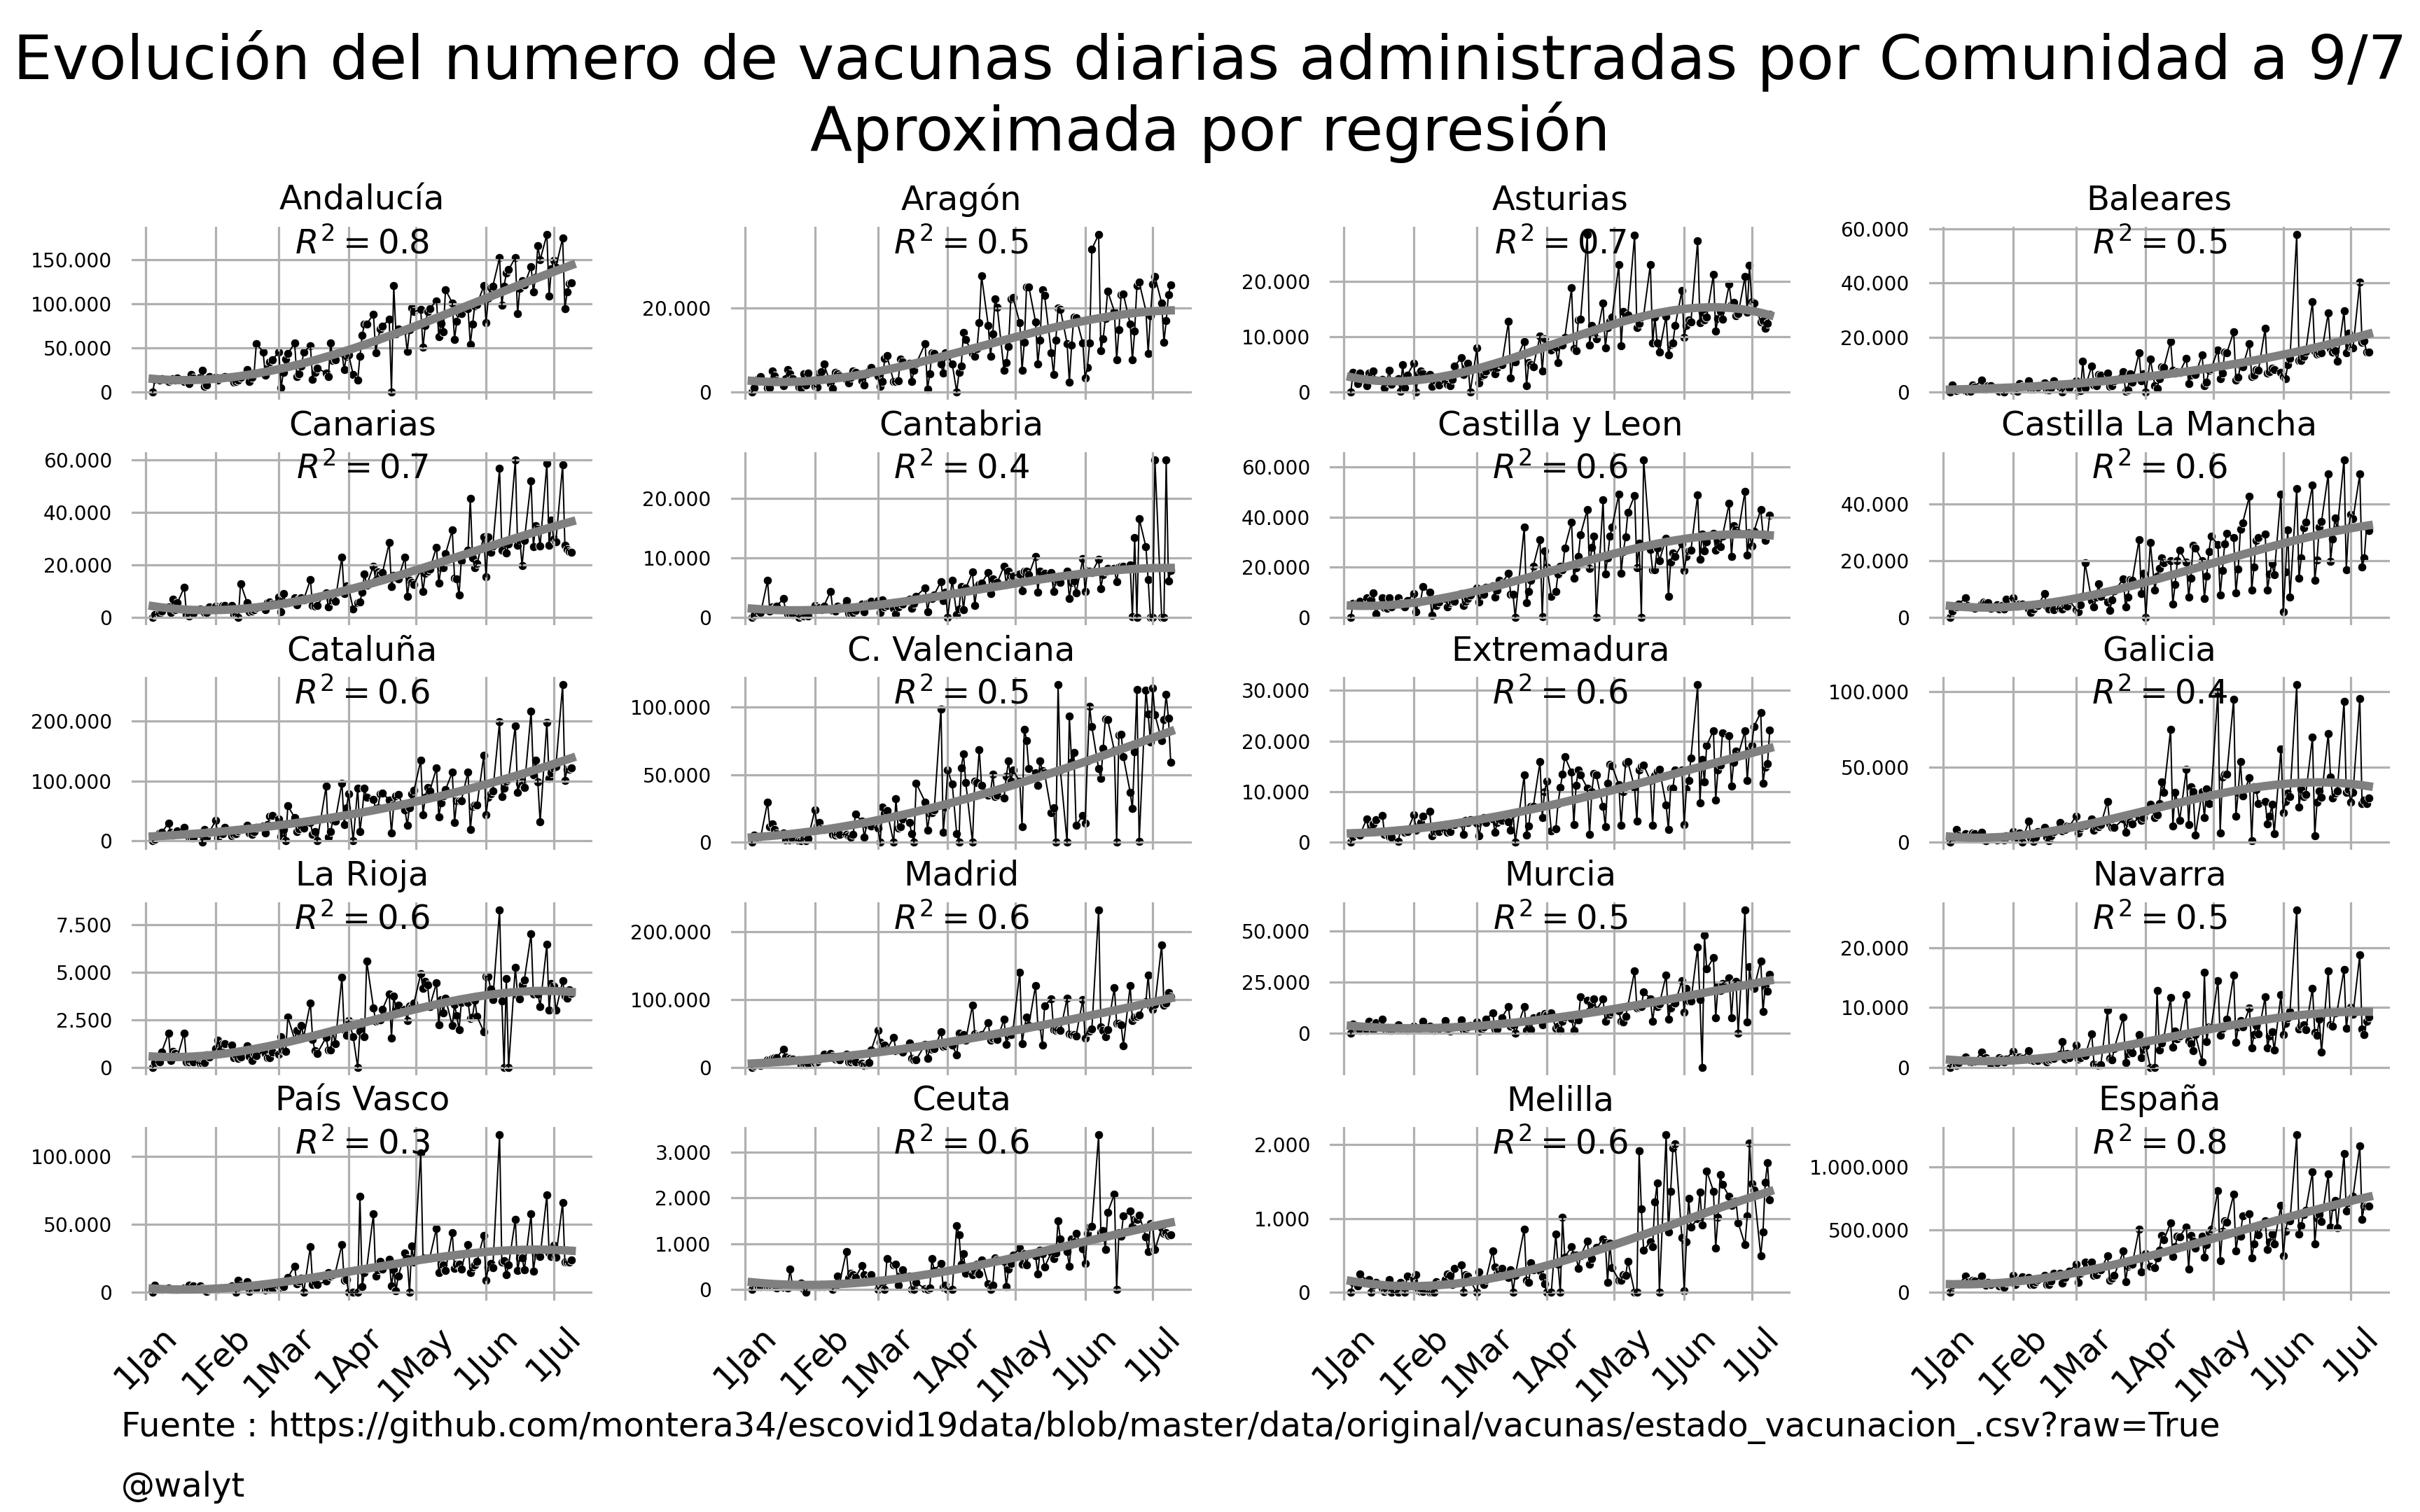 Evolución del numero de vacunas diarias administradas por Comunidad a 9/7
Aproximada por regresión
Andalucía
R² = 0.8
150.000
100.000
50.000
0
Aragón
R² = 0.5
20.000
0
Asturias
R² = 0.7
20.000
10.000
0
Baleares
R² = 0.5
60.000
40.000
20.000
0
Canarias
R² = 0.7
60.000
40.000
20.000
0
Cantabria
R² = 0.4
20.000
10.000
0
Castilla y Leon
R² = 0.6
60.000
40.000
20.000
0
Castilla La Mancha
R² = 0.6
40.000
20.000
0
Cataluña
R² = 0.6
200.000
100.000
0
C. Valenciana
R² = 0.5
100.000
50.000
0
Extremadura
R² = 0.6
30.000
20.000
10.000
0
Galicia
R² = 0.4
100.000
50.000
0
La Rioja
R² = 0.6
7.500
5.000
2.500
0
Madrid
R² = 0.6
200.000
100.000
0
Murcia
R² = 0.5
50.000
25.000
0
Navarra
R² = 0.5
20.000
10.000
0
País Vasco
R² = 0.3
100.000
50.000
0
1Jan 1Feb 1Mar 1Apr 1May 1Jun 1Jul
Ceuta
R² = 0.6
3.000
2.000
1.000
0
1Jan 1Feb 1Mar 1Apr 1May 1Jun 1Jul
Melilla
R² = 0.6
2.000
1.000
0
1Jan 1Feb 1Mar 1Apr 1May 1Jun 1Jul
España
R² = 0.8
1.000.000
500.000
0
1Jan 1Feb 1Mar 1Apr 1May 1Jun 1Jul
Fuente : https://github.com/montera34/escovid19data/blob/master/data/original/vacunas/estado_vacunacion_.csv?raw=True
@walyt